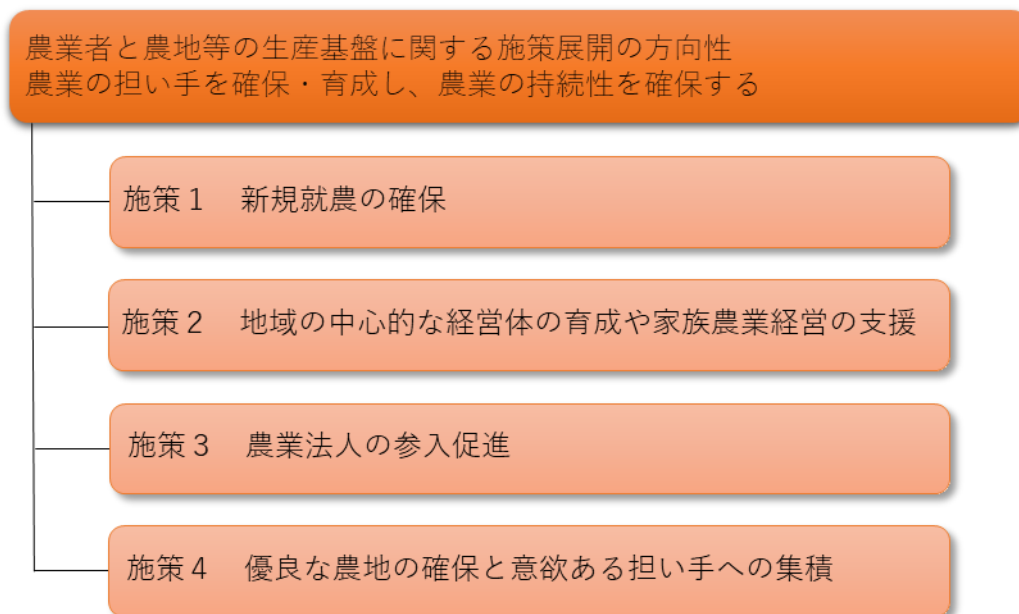 農業者と農地等の生産基盤に関する施策展開の方向性
農業の担い手を確保・育成し、農業の持続性を確保する
施策１　新規就農の確保
施策２　地域の中心的な経営体の育成や家族農業経営の支援
施策３　農業法人の参入促進
施策４　優良な農地の確保と意欲ある担い手への集積